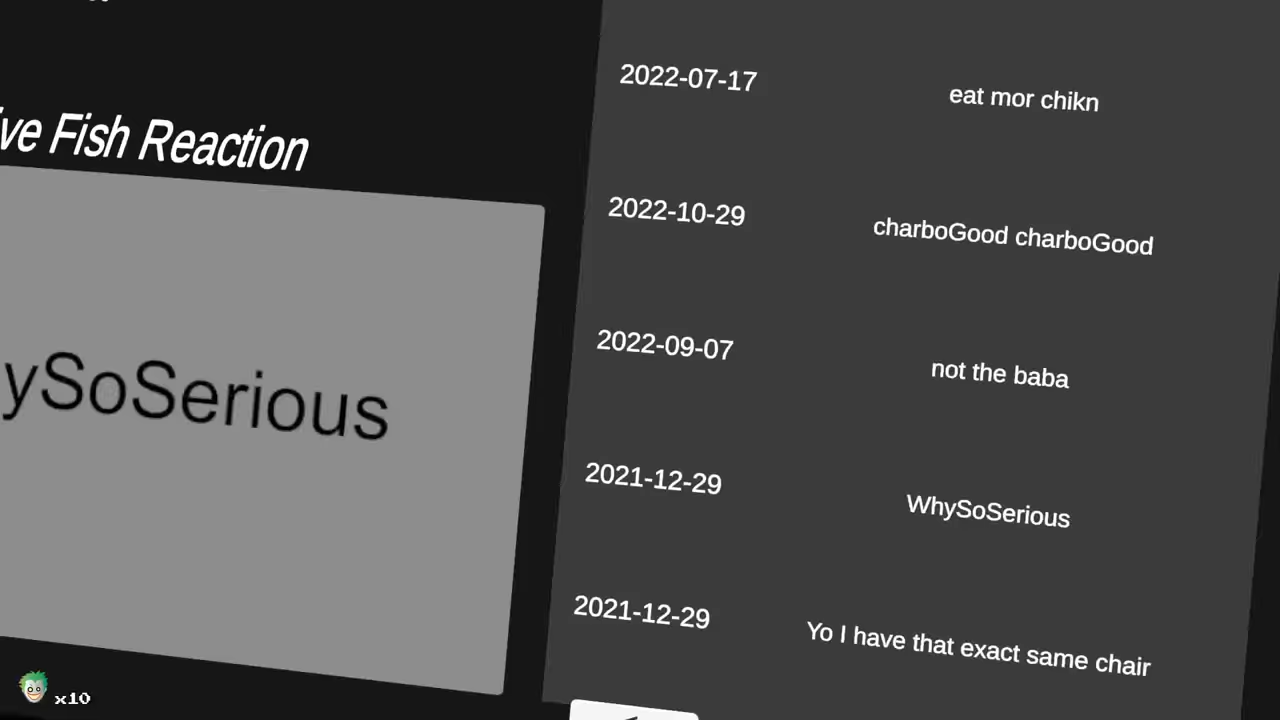 ive Fish Reaction
ySoSerious
x10
2022-07-17 eat mor chikn
2022-10-29 charboGood charboGood
2022-09-07 not the baba
2021-12-29 WhySoSerious
2021-12-29 Yo I have that exact same chair